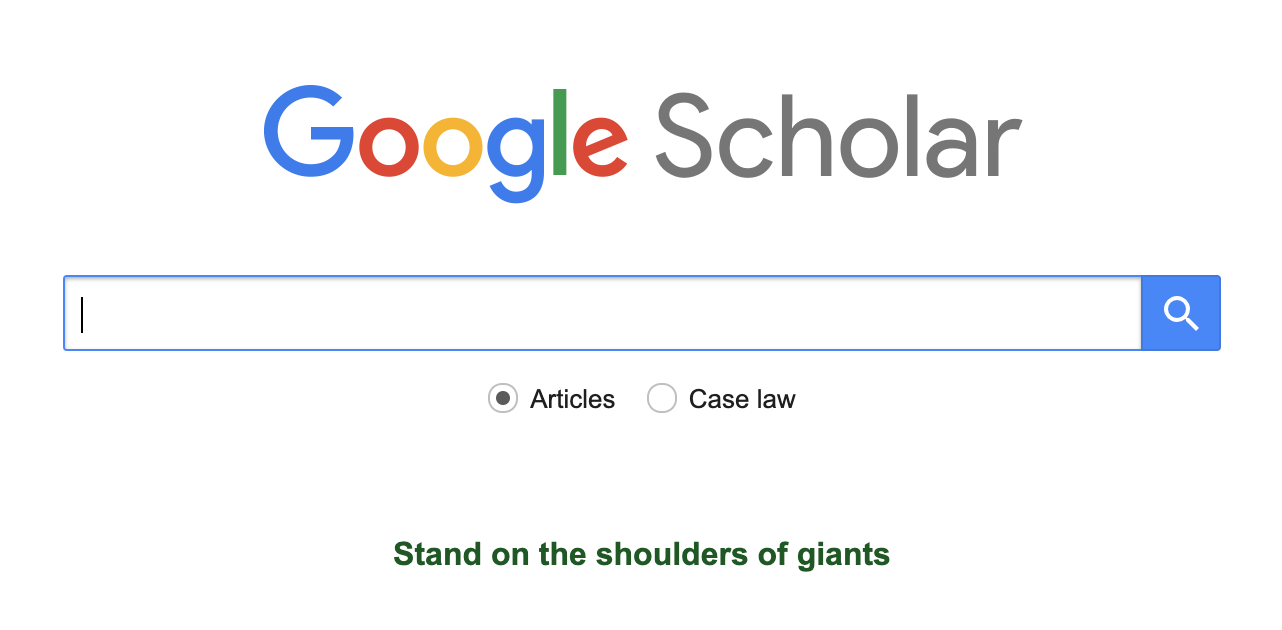 Google Scholar
Articles Case law
Stand on the shoulders of giants